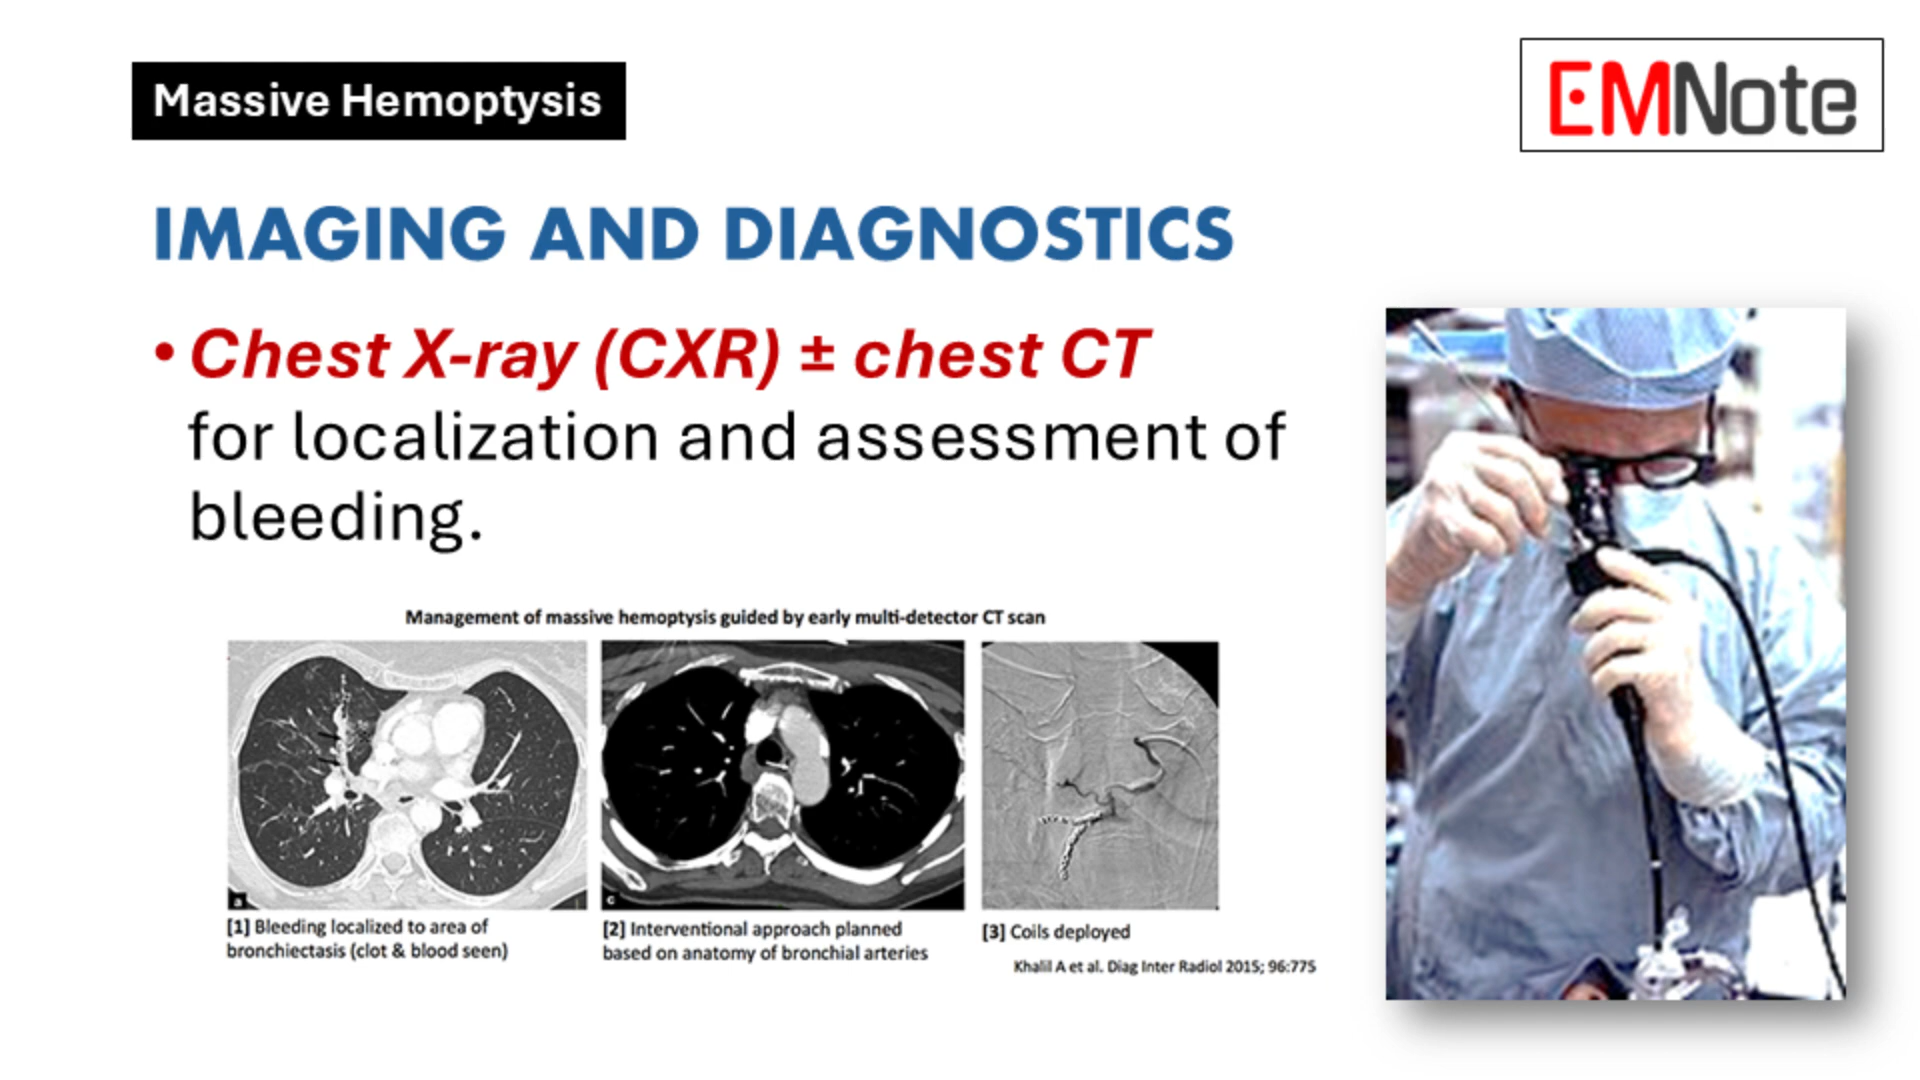 Massive Hemoptysis
EMNote
IMAGING AND DIAGNOSTICS
• Chest X-ray (CXR) ± chest CT
for localization and assessment of
bleeding.
Management of massive hemoptysis guided by early multi-detector CT scan
a
c
[1] Bleeding localized to area of
bronchiectasis (clot & blood seen)
[2] Interventional approach planned
based on anatomy of bronchial arteries
[3] Coils deployed
Khalil A et al. Diag Inter Radiol 2015; 96:775